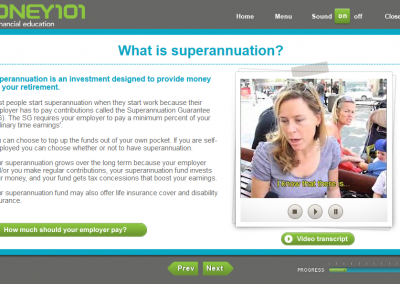 ONEY101
ancial education
Home Menu Sound on off Close
What is superannuation?
perannuation is an investment designed to provide money
your retirement.
st people start superannuation when they start work because their
ployer has to pay contributions called the Superannuation Guarantee
The SG requires your employer to pay a minimum percent of your
dinary time earnings'.
can choose to top up the funds out of your own pocket. If you are self-
ployed you can choose whether or not to have superannuation.
r superannuation grows over the long term because your employer
d/or you make regular contributions, your superannuation fund invests
r money, and your fund gets tax concessions that boost your earnings.
r superannuation fund may also offer life insurance cover and disability
urance.
I know that there is...
Video transcript
How much should your employer pay?
Prev Next
PROGRESS